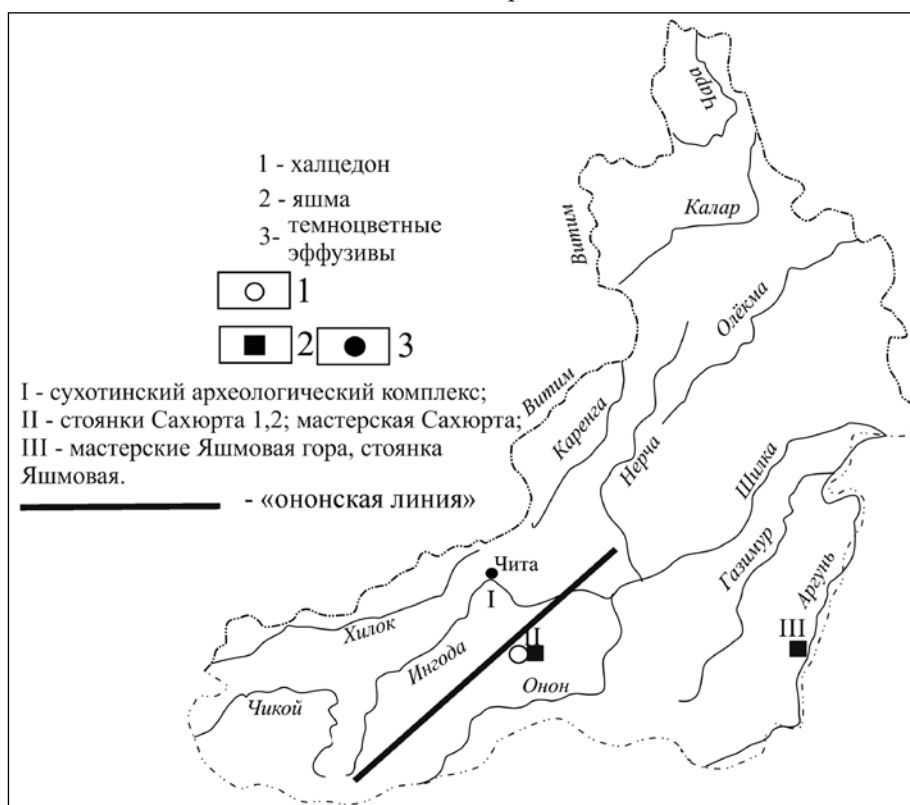 1 - халцедон
2 - яшма
3- темноцветные
эффузивы
1
2
3
I - сухотинский археологический комплекс;
II - стоянки Сахюрта 1,2; мастерская Сахюрта;
III - мастерские Яшмовая гора, стоянка
Яшмовая.
- «ононская линия»
Чара
Калар
Витим
Олёкма
Витим
Каренга
Нерча
Шилка
Газимур
Аргунь
Чита
I
Хилок
Ингода
II
III
Онон
Чикой